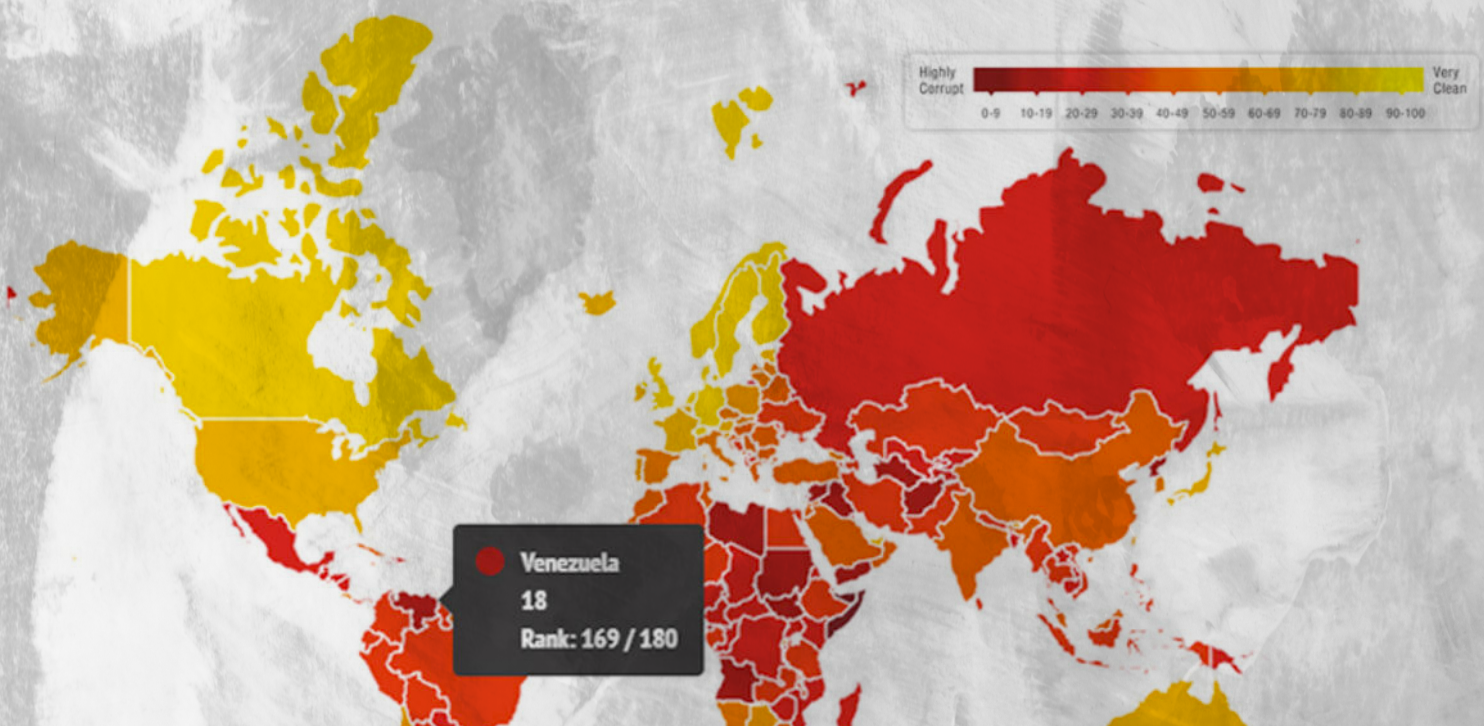 Highly
Corrupt
Very
Clean
0-9 10-19 20-29 30-39 40-49 50-59 60-69 70-79 80-89 90-100
Venezuela
18
Rank: 169 / 180